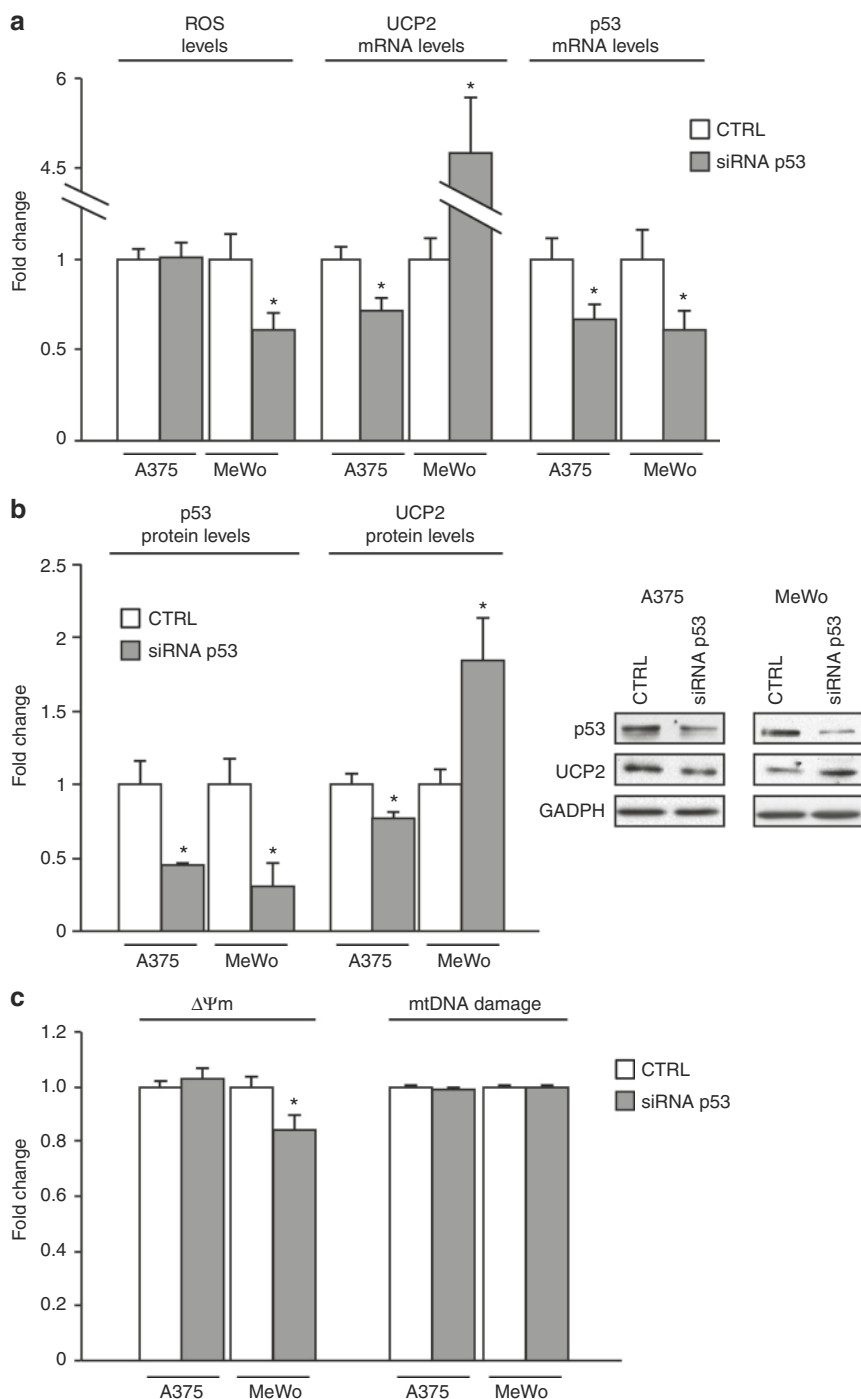 a
ROS
levels
UCP2
mRNA levels
p53
mRNA levels
6
4.5
1
0.5
0
Fold change
*
*
*
*
*
CTRL
siRNA p53
A375
MeWo
A375
MeWo
A375
MeWo
b
p53
protein levels
UCP2
protein levels
2.5
2
1.5
1
0.5
0
Fold change
CTRL
siRNA p53
*
*
*
*
A375
MeWo
A375
MeWo
A375
MeWo
CTRL
siRNA p53
CTRL
siRNA p53
p53
UCP2
GADPH
c
ΔΨm
mtDNA damage
1.2
1.0
0.8
0.6
0.4
0.2
0
Fold change
*
CTRL
siRNA p53
A375
MeWo
A375
MeWo